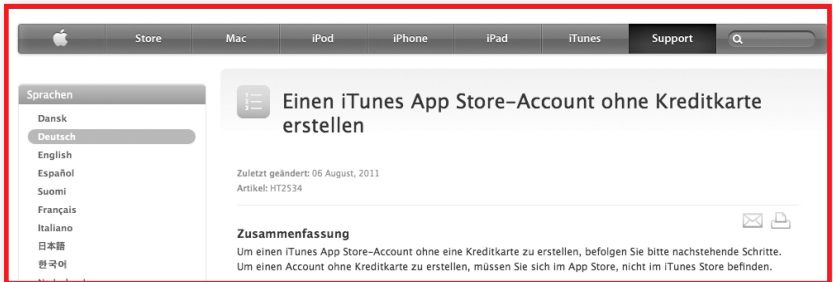 Store Mac iPod iPhone iPad iTunes Support
Sprachen
Dansk
Deutsch
English
Español
Suomi
Français
Italiano
日本語
한국어
Einen iTunes App Store-Account ohne Kreditkarte
erstellen
Zuletzt geändert: 06 August, 2011
Artikel: HT2534
Zusammenfassung
Um einen iTunes App Store-Account ohne eine Kreditkarte zu erstellen, befolgen Sie bitte nachstehende Schritte.
Um einen Account ohne Kreditkarte zu erstellen, müssen Sie sich im App Store, nicht im iTunes Store befinden.